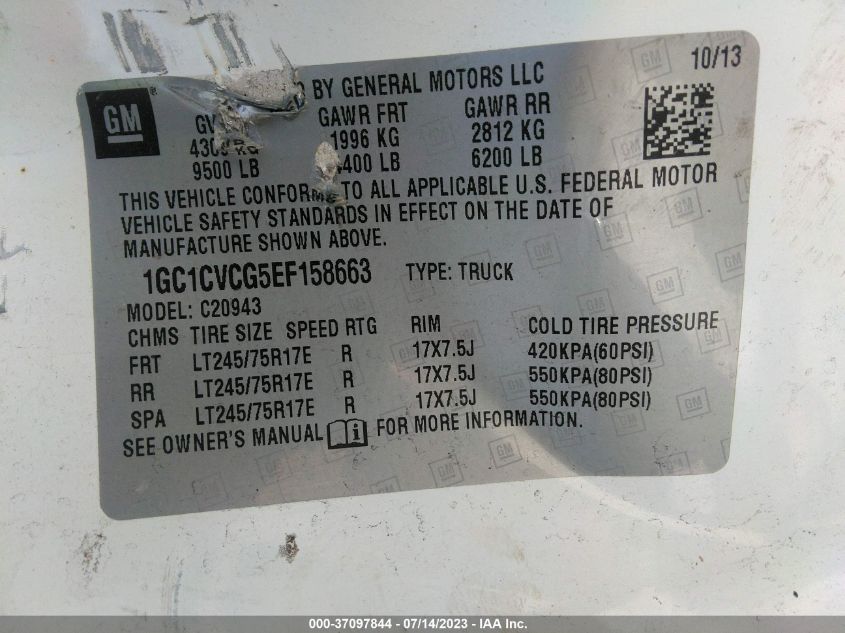 GM
BY GENERAL MOTORS LLC
10/13
GAWR FRT GAWR RR
1996 KG 2812 KG
9500 LB 6200 LB
THIS VEHICLE CONFORMS TO ALL APPLICABLE U.S. FEDERAL MOTOR
VEHICLE SAFETY STANDARDS IN EFFECT ON THE DATE OF
MANUFACTURE SHOWN ABOVE.
1GC1CVCG5EF158663 TYPE: TRUCK
MODEL: C20943
CHMS TIRE SIZE SPEED RTG RIM COLD TIRE PRESSURE
FRT LT245/75R17E R 17X7.5J 420KPA(60PSI)
RR LT245/75R17E R 17X7.5J 550KPA(80PSI)
SPA LT245/75R17E R 17X7.5J 550KPA(80PSI)
SEE OWNER'S MANUAL FOR MORE INFORMATION.
000-37097844 / 07/14/2023 - IAA Inc.